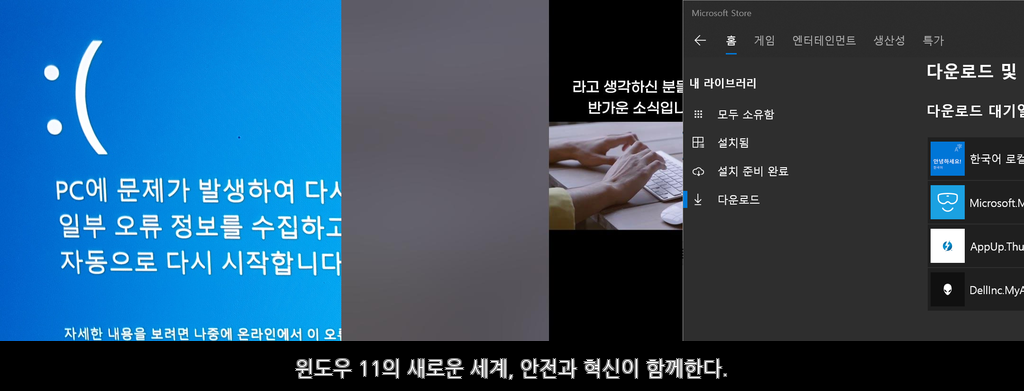 :(
PC에 문제가 발생하여 다시
일부 오류 정보를 수집하고
자동으로 다시 시작합니다
자세한 내용을 보려면 나중에 온라인에서 이 오류
라고 생각하신 분들
반가운 소식입니
Microsoft Store
홈 게임 엔터테인먼트 생산성 특가
내 라이브러리
모두 소유함
설치됨
설치 준비 완료
다운로드
다운로드 및
다운로드 대기열
안녕하세요!
한국어 로컬
Microsoft.M
AppUp.Thu
DellInc.MyA
윈도우 11의 새로운 세계, 안전과 혁신이 함께한다.